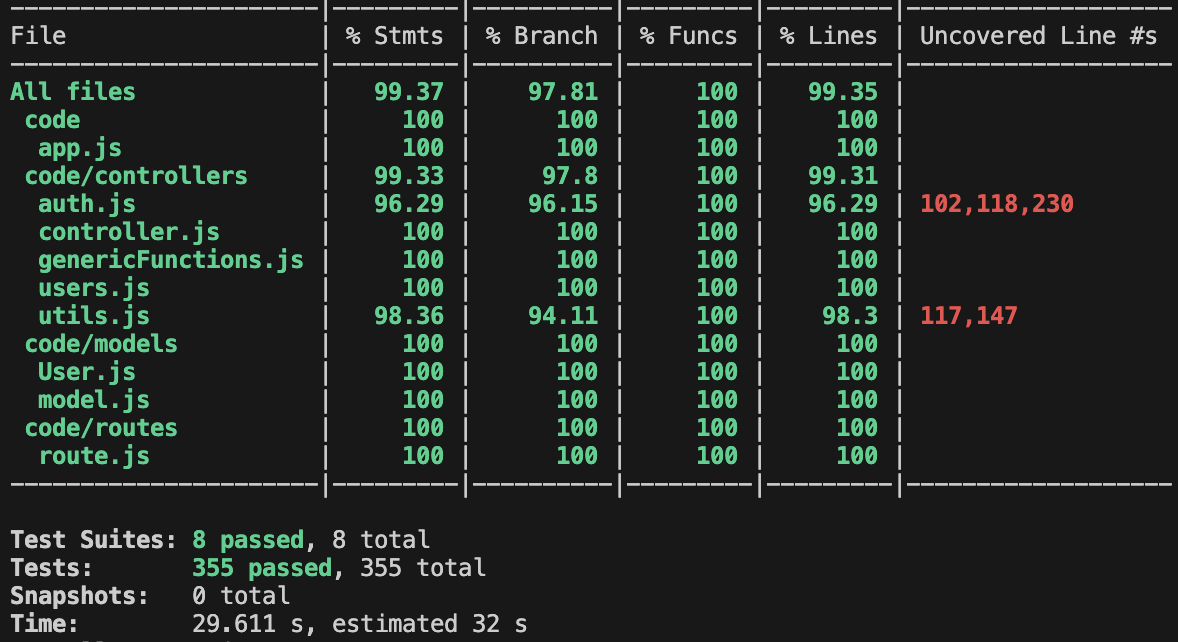 File | % Stmts | % Branch | % Funcs | % Lines | Uncovered Line #s
All files | 99.37 | 97.81 | 100 | 99.35 |
code | 100 | 100 | 100 | 100 |
app.js | 100 | 100 | 100 | 100 |
code/controllers | 99.33 | 97.8 | 100 | 99.31 |
auth.js | 96.29 | 96.15 | 100 | 96.29 | 102,118,230
controller.js | 100 | 100 | 100 | 100 |
genericFunctions.js | 100 | 100 | 100 | 100 |
users.js | 100 | 100 | 100 | 100 |
utils.js | 98.36 | 94.11 | 100 | 98.3 | 117,147
code/models | 100 | 100 | 100 | 100 |
User.js | 100 | 100 | 100 | 100 |
model.js | 100 | 100 | 100 | 100 |
code/routes | 100 | 100 | 100 | 100 |
route.js | 100 | 100 | 100 | 100 |
Test Suites: 8 passed, 8 total
Tests: 355 passed, 355 total
Snapshots: 0 total
Time: 29.611 s, estimated 32 s